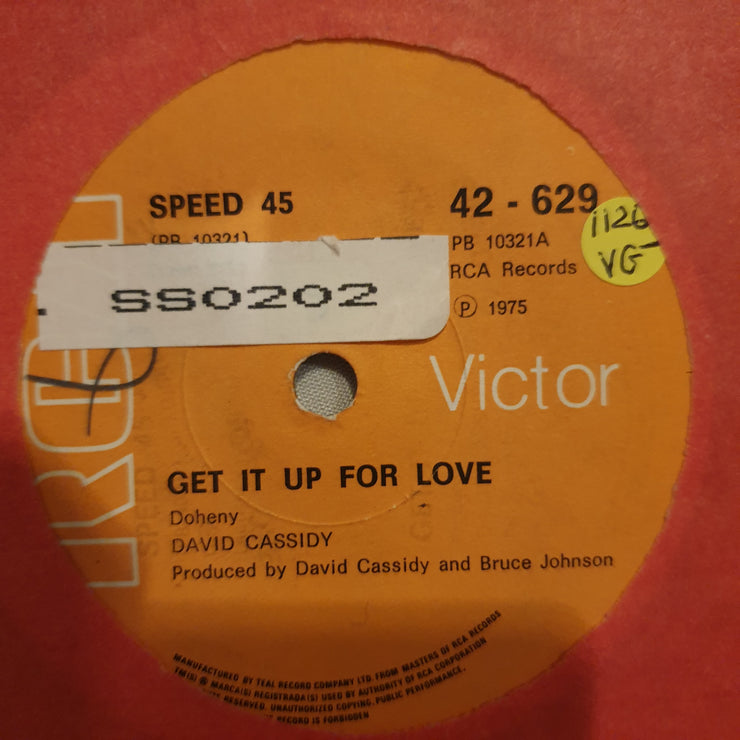 SPEED 45
42 - 629
(PB 10321)
PB 10321A
RCA Records
℗ 1975
1126
VG-
SS0202
RCA
Victor
GET IT UP FOR LOVE
Doheny
DAVID CASSIDY
Produced by David Cassidy and Bruce Johnson
MANUFACTURED BY TEAL RECORD COMPANY LTD. FROM MASTERS OF RCA RECORDS
TM(S) ® MARCA(S) REGISTRADA(S) USED BY AUTHORITY OF RCA CORPORATION
RESERVED. UNAUTHORIZED COPYING, PUBLIC PERFORMANCE,
RECORD IS FORBIDDEN